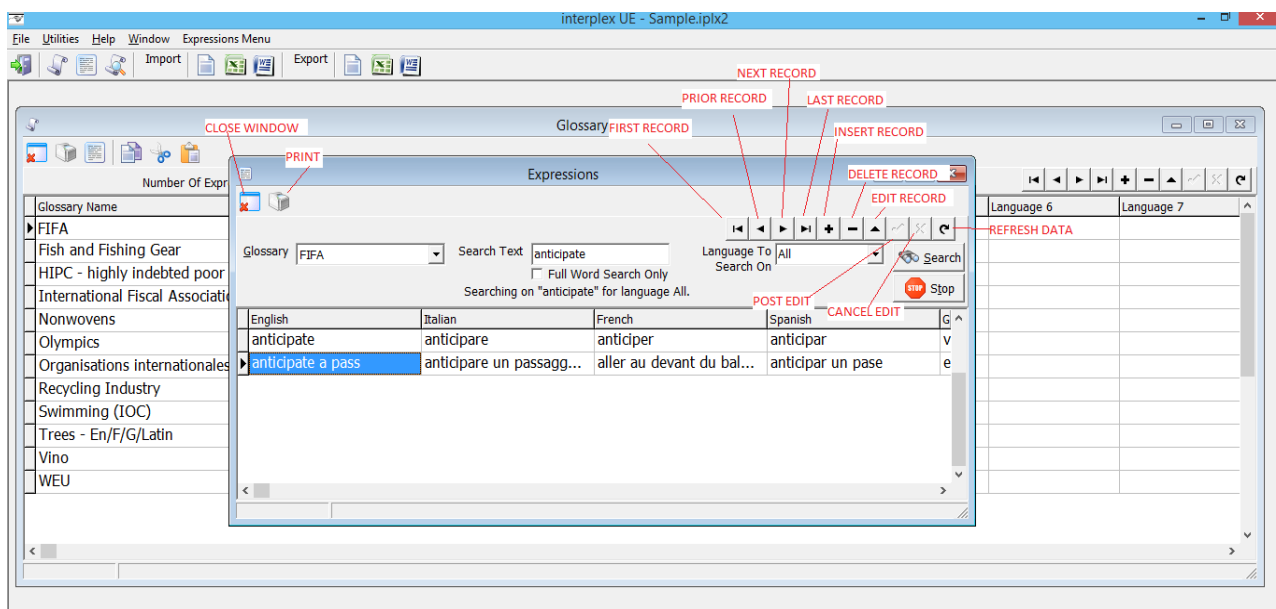 interplex UE - Sample.iplx2
File Utilities Help Window Expressions Menu
Import Export
NEXT RECORD
PRIOR RECORD LAST RECORD
CLOSE WINDOW Glossary FIRST RECORD INSERT RECORD
PRINT
Number Of Expr Expressions DELETE RECORD
EDIT RECORD
Glossary Name Language 6 Language 7
FIFA
REFRESH DATA
Fish and Fishing Gear
Glossary FIFA Search Text anticipate Language To Search On All Search
HIPC - highly indebted poor
Full Word Search Only
International Fiscal Associati
Searching on "anticipate" for language All. STOP Stop
POST EDIT CANCEL EDIT
Nonwovens
English Italian French Spanish G
Olympics
anticipate anticipare anticiper anticipar v
Organisations internationales
anticipate a pass anticipare un passagg... aller au devant du bal... anticipar un pase e
Recycling Industry
Swimming (IOC)
Trees - En/F/G/Latin
Vino
WEU